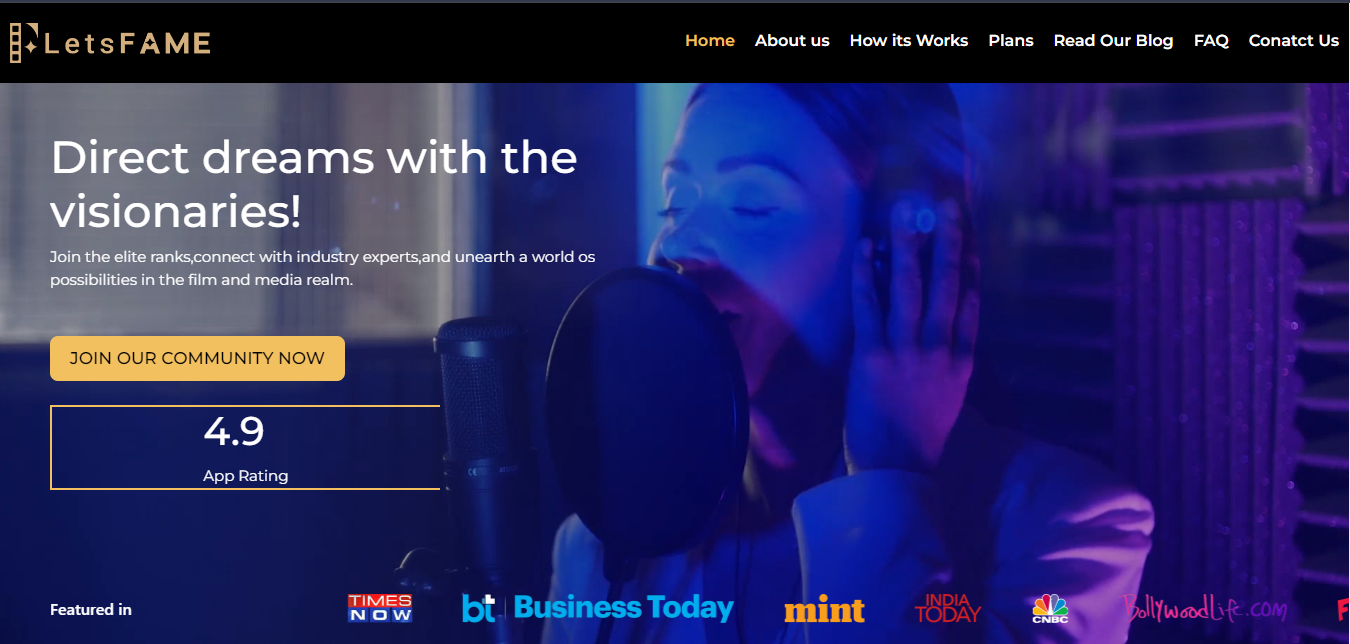 LetsFAME
Home About us How its Works Plans Read Our Blog FAQ Conatct Us
Direct dreams with the
visionaries!
Join the elite ranks,connect with industry experts,and unearth a world os
possibilities in the film and media realm.
JOIN OUR COMMUNITY NOW
4.9
App Rating
Featured in
TIMES
NOW
bt Business Today
mint
INDIA
TODAY
CNBC
BollywoodLife.com